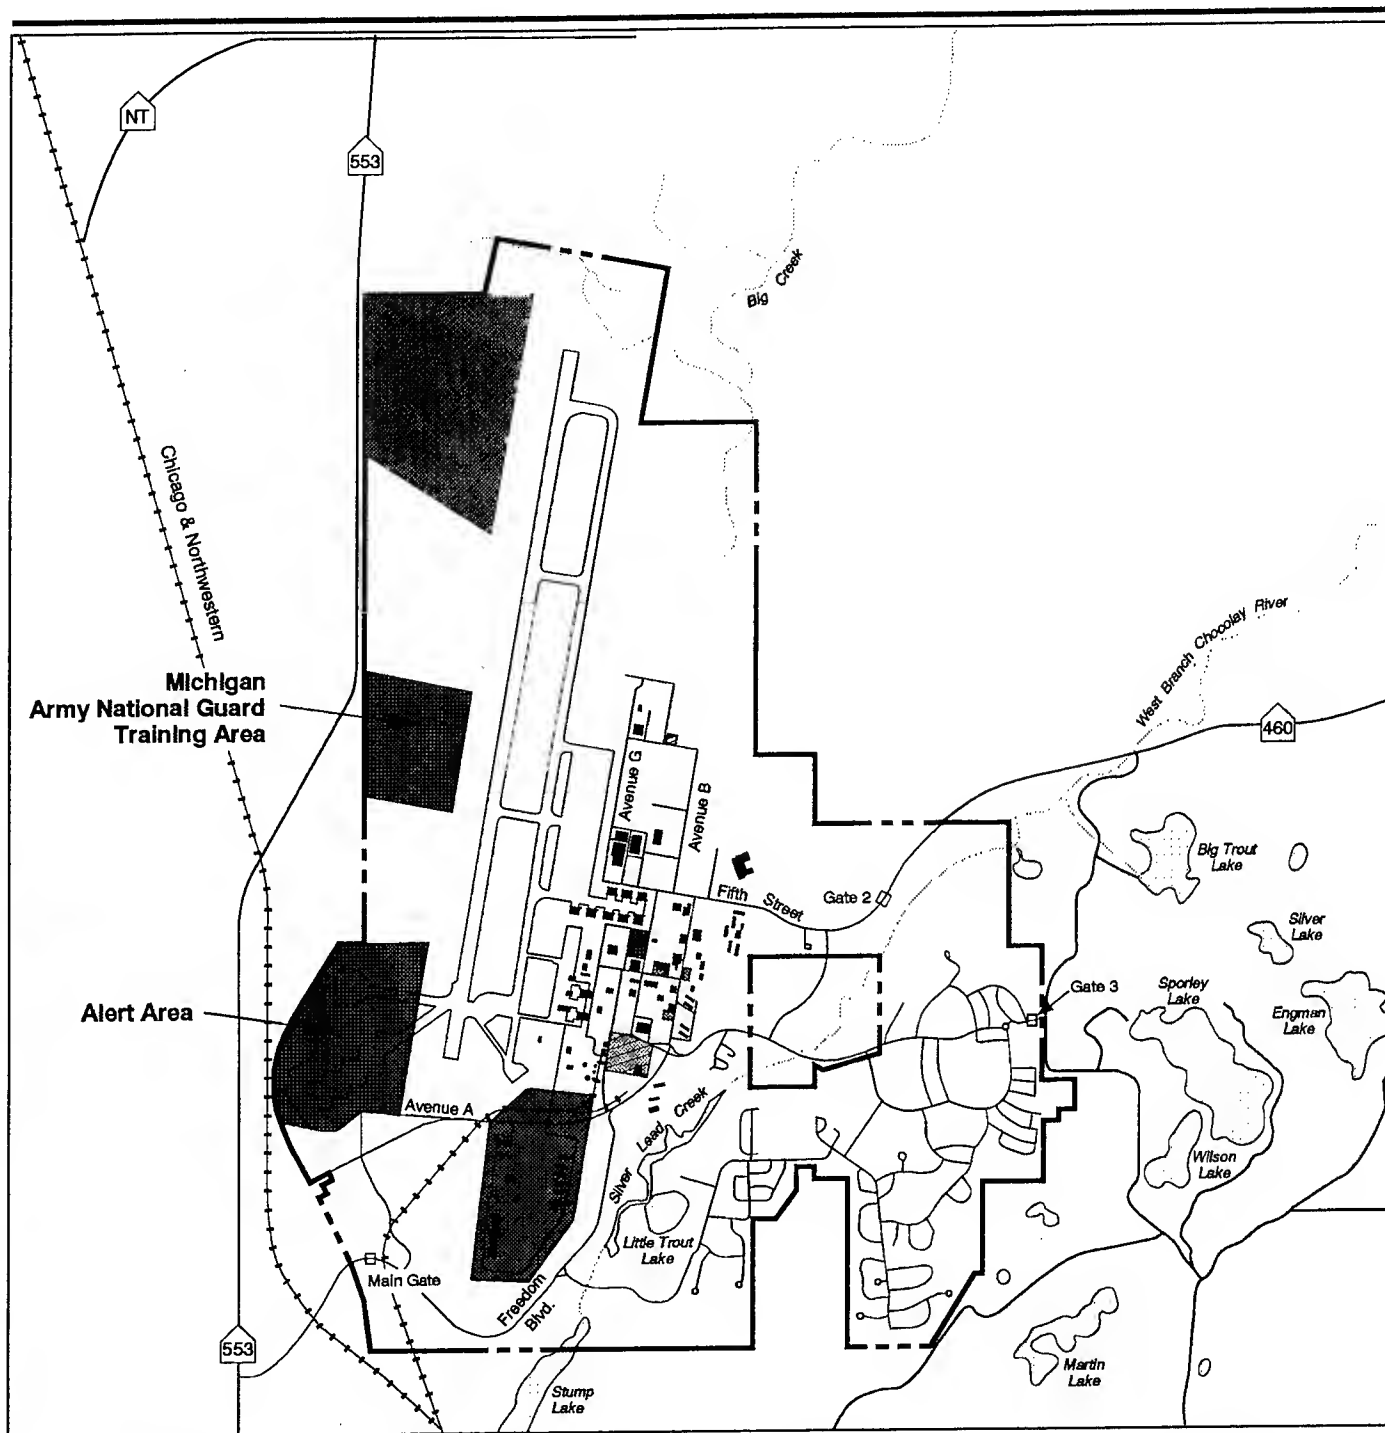 NT
553
Big Creek
Chicago & Northwestern
West Branch Chocolay River
Michigan
Army National Guard
Training Area
460
Avenue G
Avenue B
Big Trout
Lake
Fifth
Street
Gate 2
Silver
Lake
Gate 3
Sporley
Lake
Engman
Lake
Alert Area
Avenue A
Silver Lead Creek
Wilson
Lake
Little Trout
Lake
Main Gate
Freedom
Blvd.
553
Martin
Lake
Stump
Lake